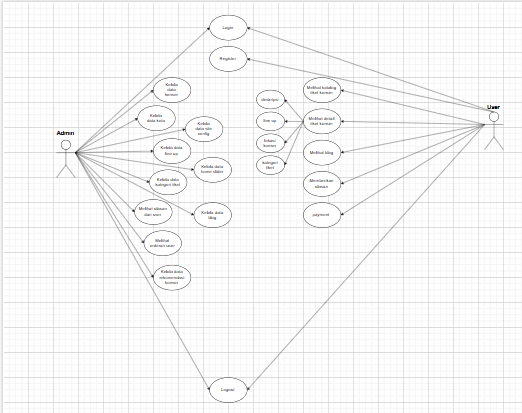 Login
Register
Kelola
data
konser
Kelola
data kota
Kelola
data site
config
Kelola
data
line up
Kelola data
home slider
Kelola data
kategori tiket
Melihat ulasan
dari user
Kelola data
blog
Melihat
orderan user
Kelola data
rekomendasi
konser
Logout
Admin
deskripsi
line up
lokasi
konser
kategori
tiket
Melihat katalog
tiket konser
Melihat detail
tiket konser
Melihat blog
Memberikan
ulasan
payment
User